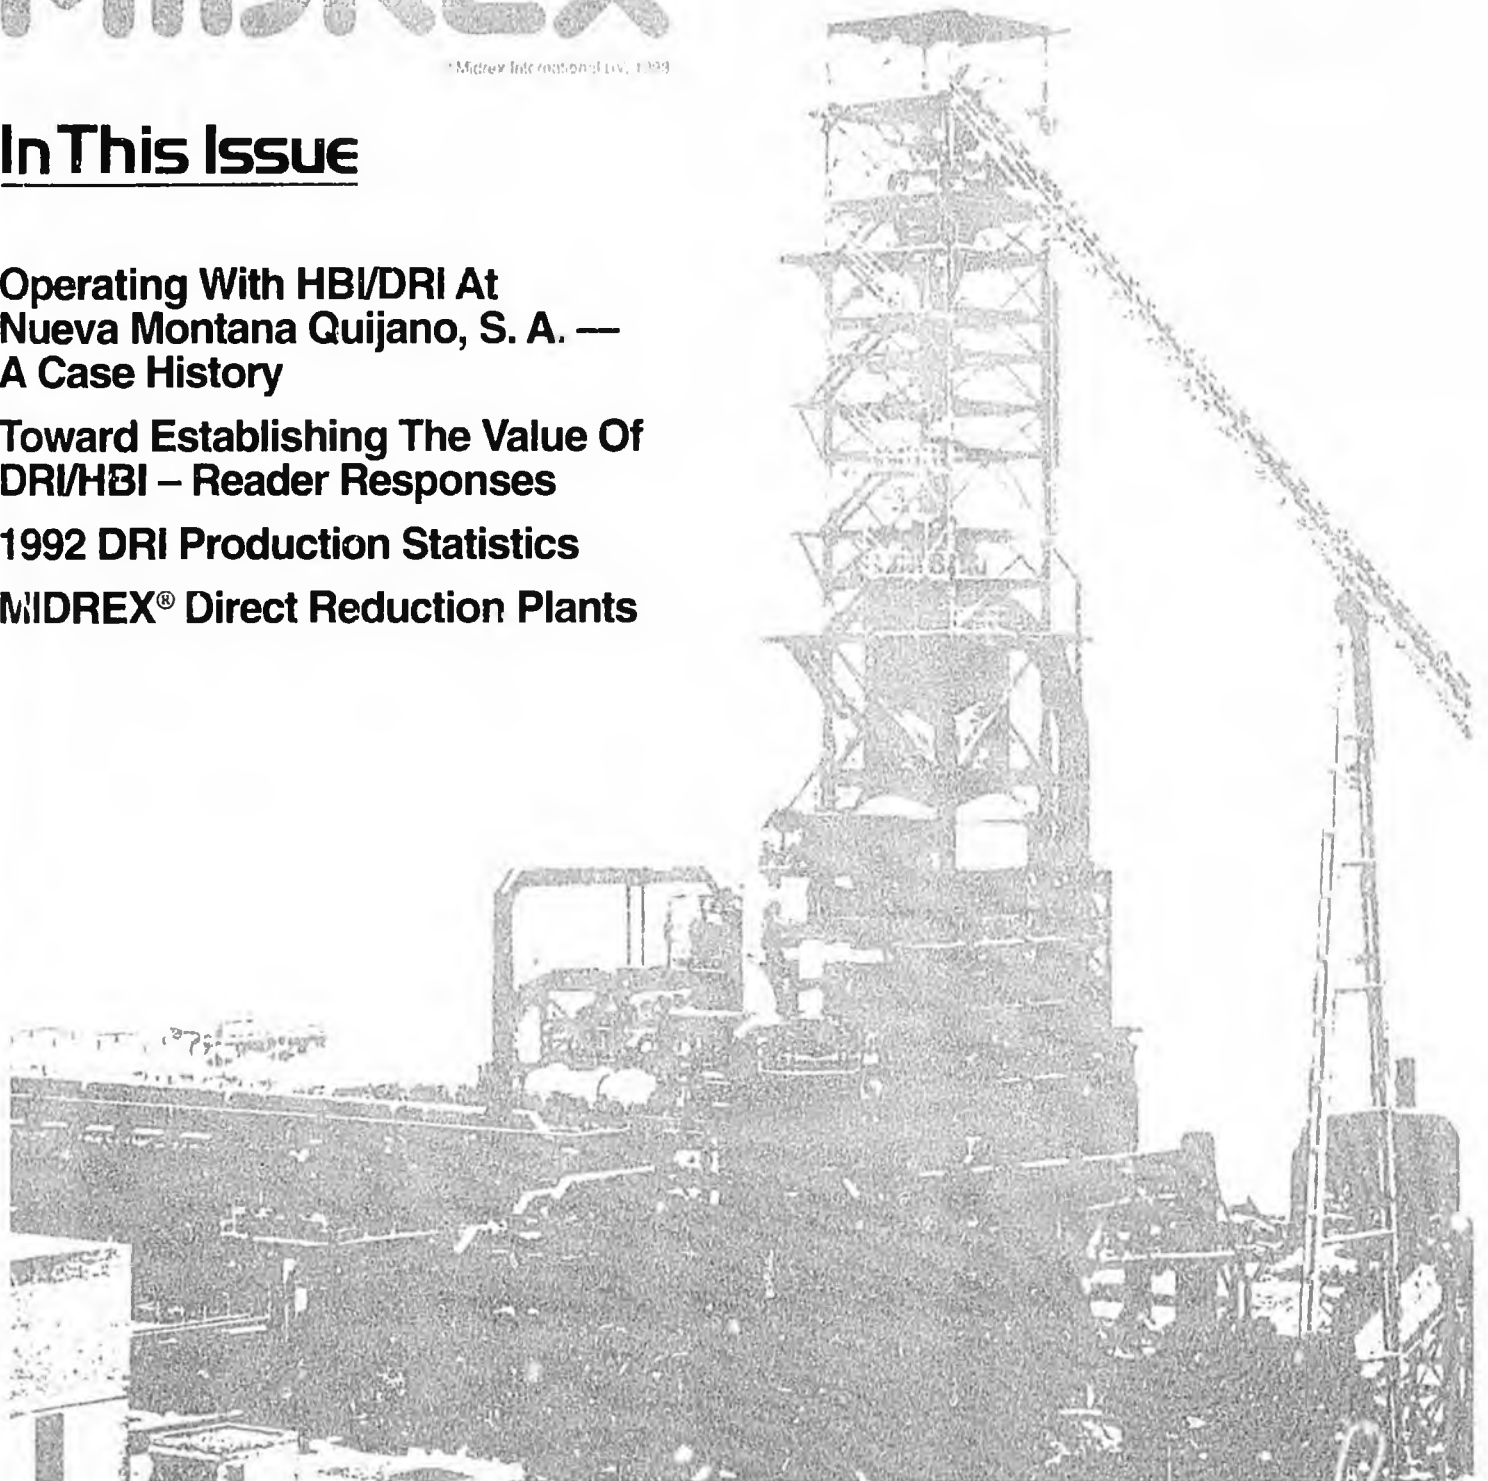 MIDREX
In This Issue
Operating With HBI/DRI At
Nueva Montana Quijano, S. A. —
A Case History
Toward Establishing The Value Of
DRI/HBI – Reader Responses
1992 DRI Production Statistics
MIDREX® Direct Reduction Plants